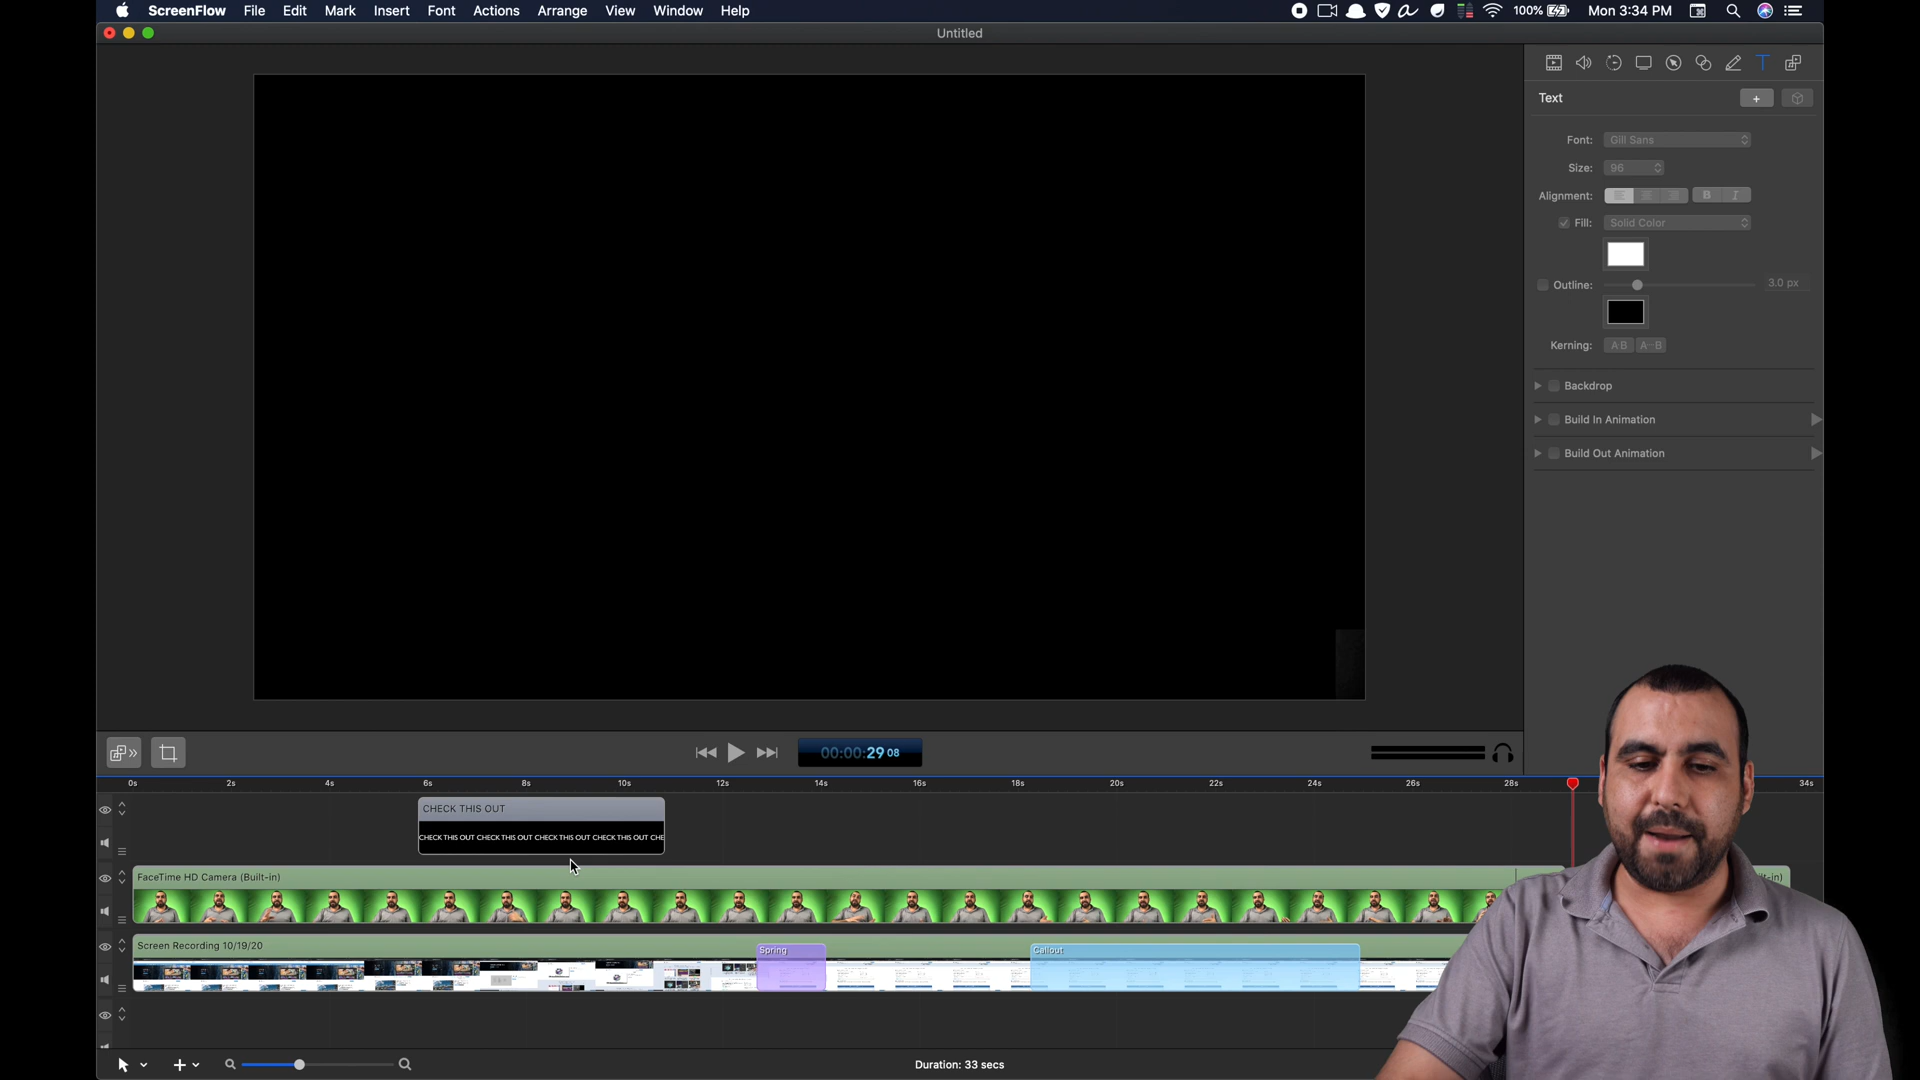 ScreenFlow File Edit Mark Insert Font Actions Arrange View Window Help 100% Mon 3:34 PM
Untitled
Text
+
Font: Gill Sans
Size: 96
Alignment: B I
Fill: Solid Color
Outline: 3.0 px
Kerning: AB A-B
Backdrop
Build In Animation
Build Out Animation
00:00:29 08
0s 2s 4s 6s 8s 10s 12s 14s 16s 18s 20s 22s 24s 26s 28s 34s
CHECK THIS OUT
CHECK THIS OUT CHECK THIS OUT CHECK THIS OUT CHECK THIS OUT CHE
FaceTime HD Camera (Built-in) ilt-in)
Screen Recording 10/19/20 Spring Callout
Duration: 33 secs